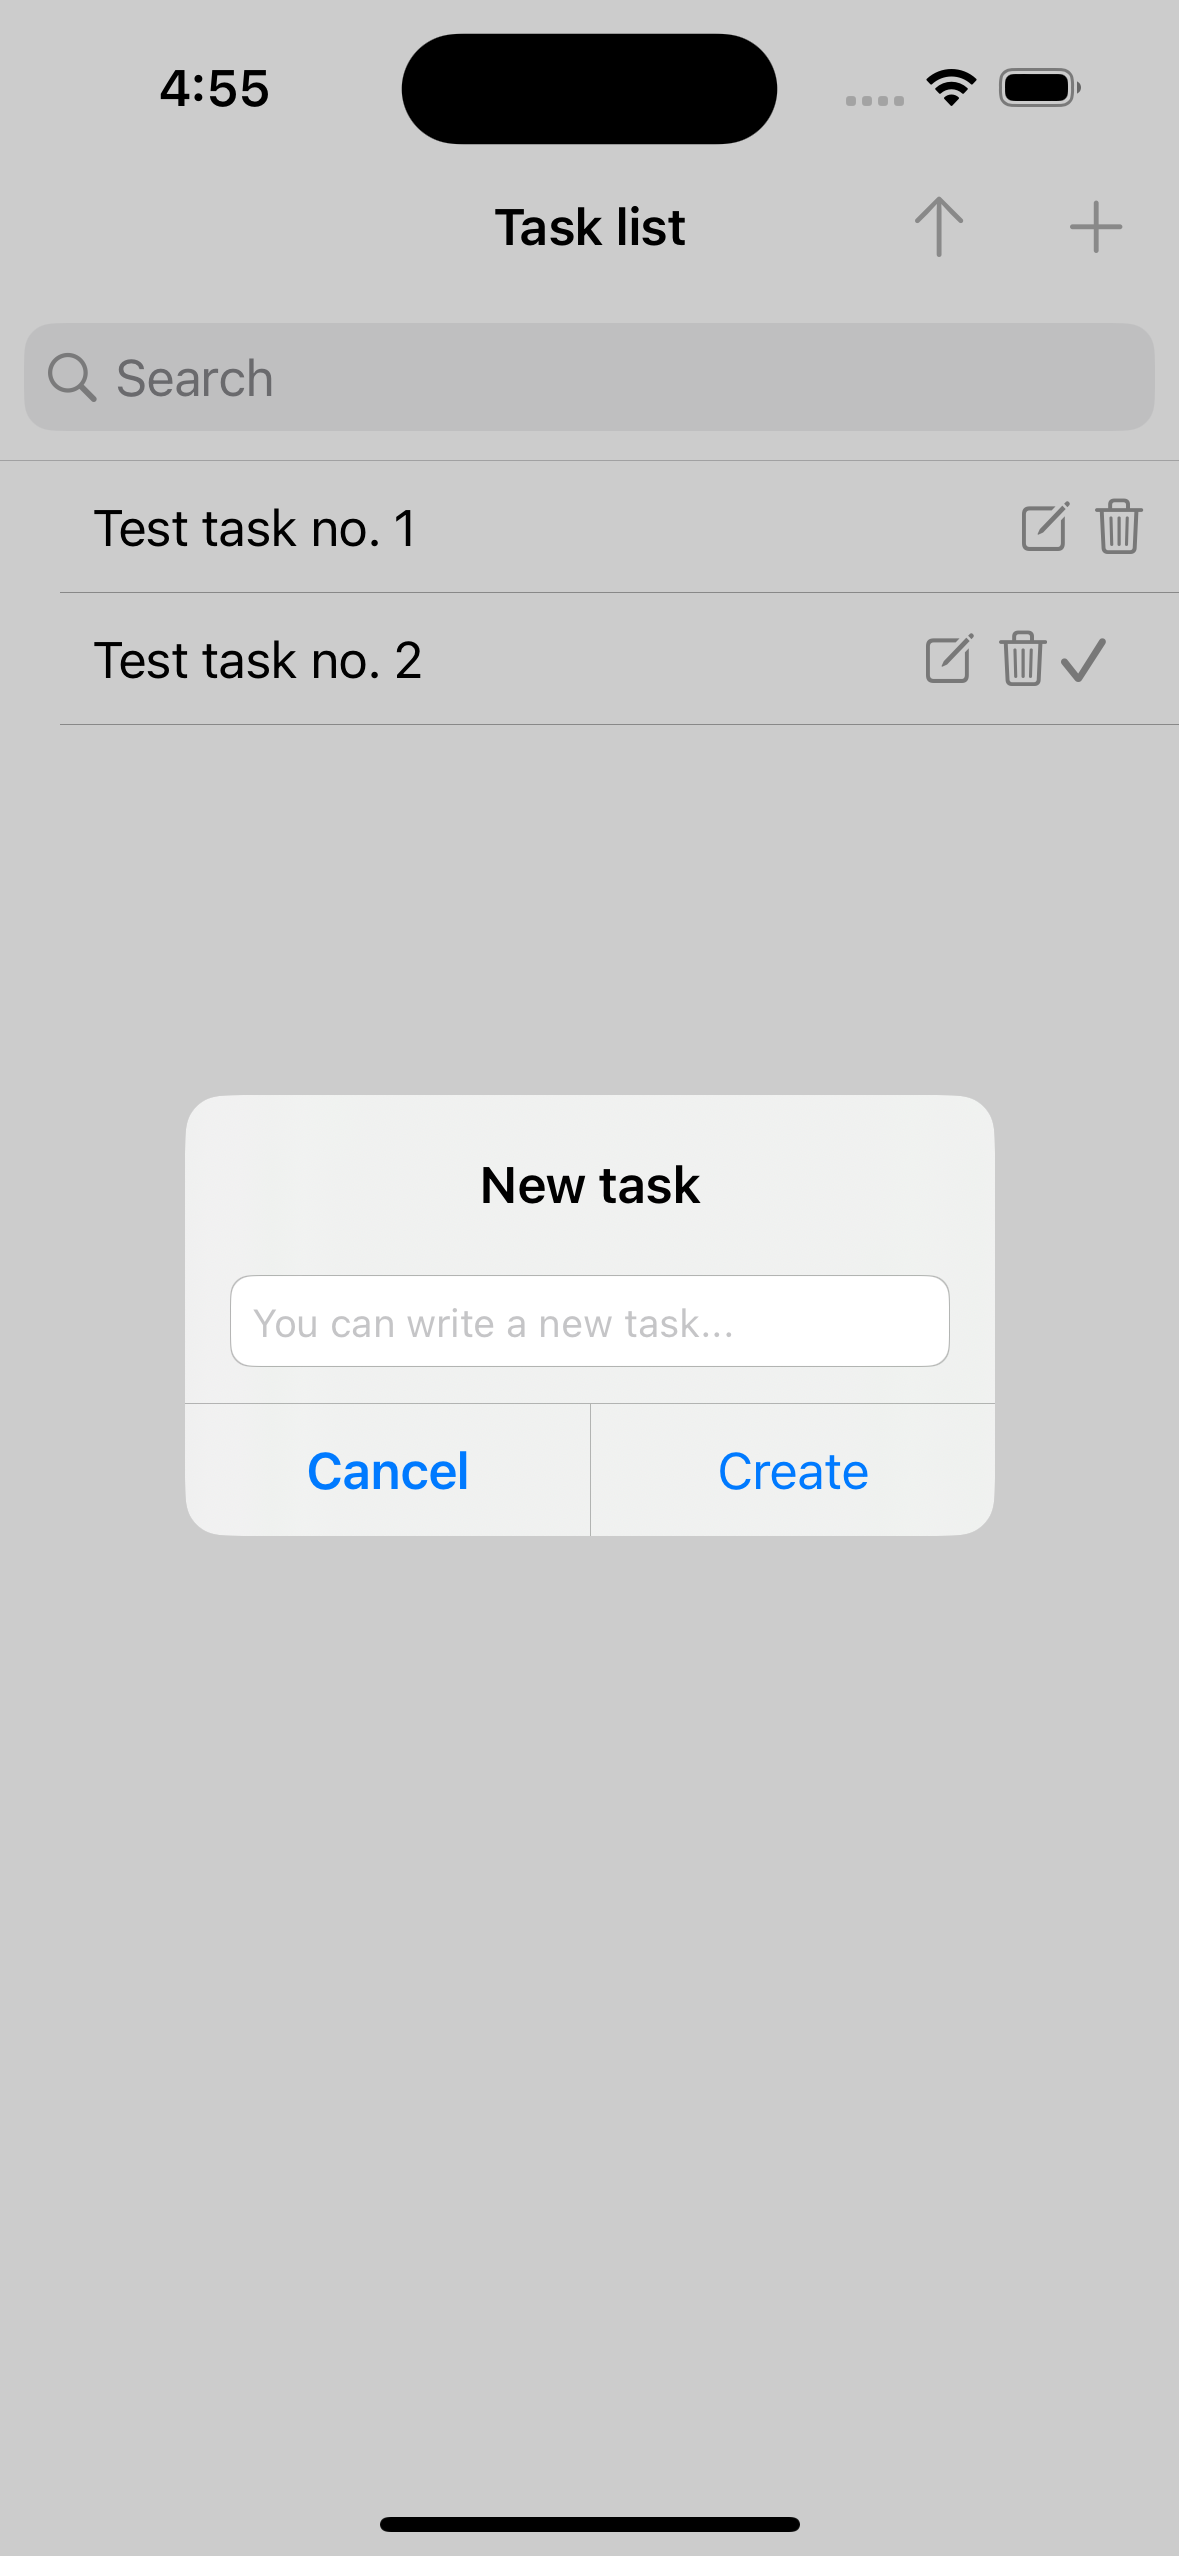 4:55
Task list
Search
Test task no. 1
Test task no. 2
New task
You can write a new task...
Cancel
Create